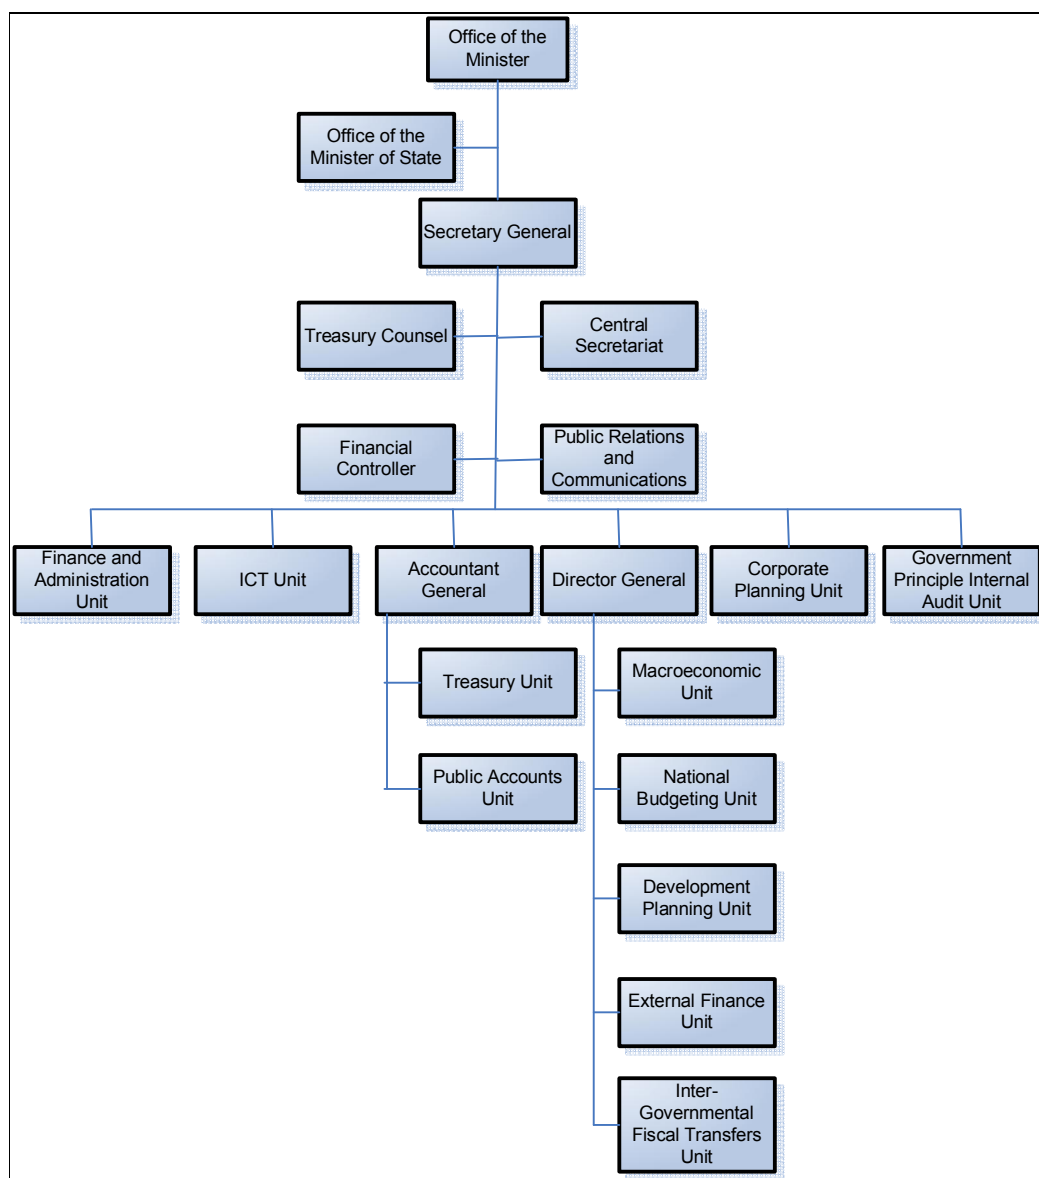 Office of the
Minister
Office of the
Minister of State
Secretary General
Treasury Counsel
Central
Secretariat
Financial
Controller
Public Relations
and
Communications
Finance and
Administration
Unit
ICT Unit
Accountant
General
Director General
Corporate
Planning Unit
Government
Principle Internal
Audit Unit
Treasury Unit
Macroeconomic
Unit
Public Accounts
Unit
National
Budgeting Unit
Development
Planning Unit
External Finance
Unit
Inter-
Governmental
Fiscal Transfers
Unit